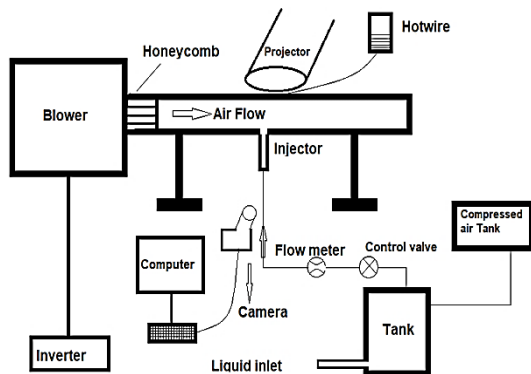 Honeycomb
Projector
Hotwire
Blower
Air Flow
Injector
Compressed
air Tank
Flow meter
Control valve
Computer
Camera
Tank
Inverter
Liquid inlet